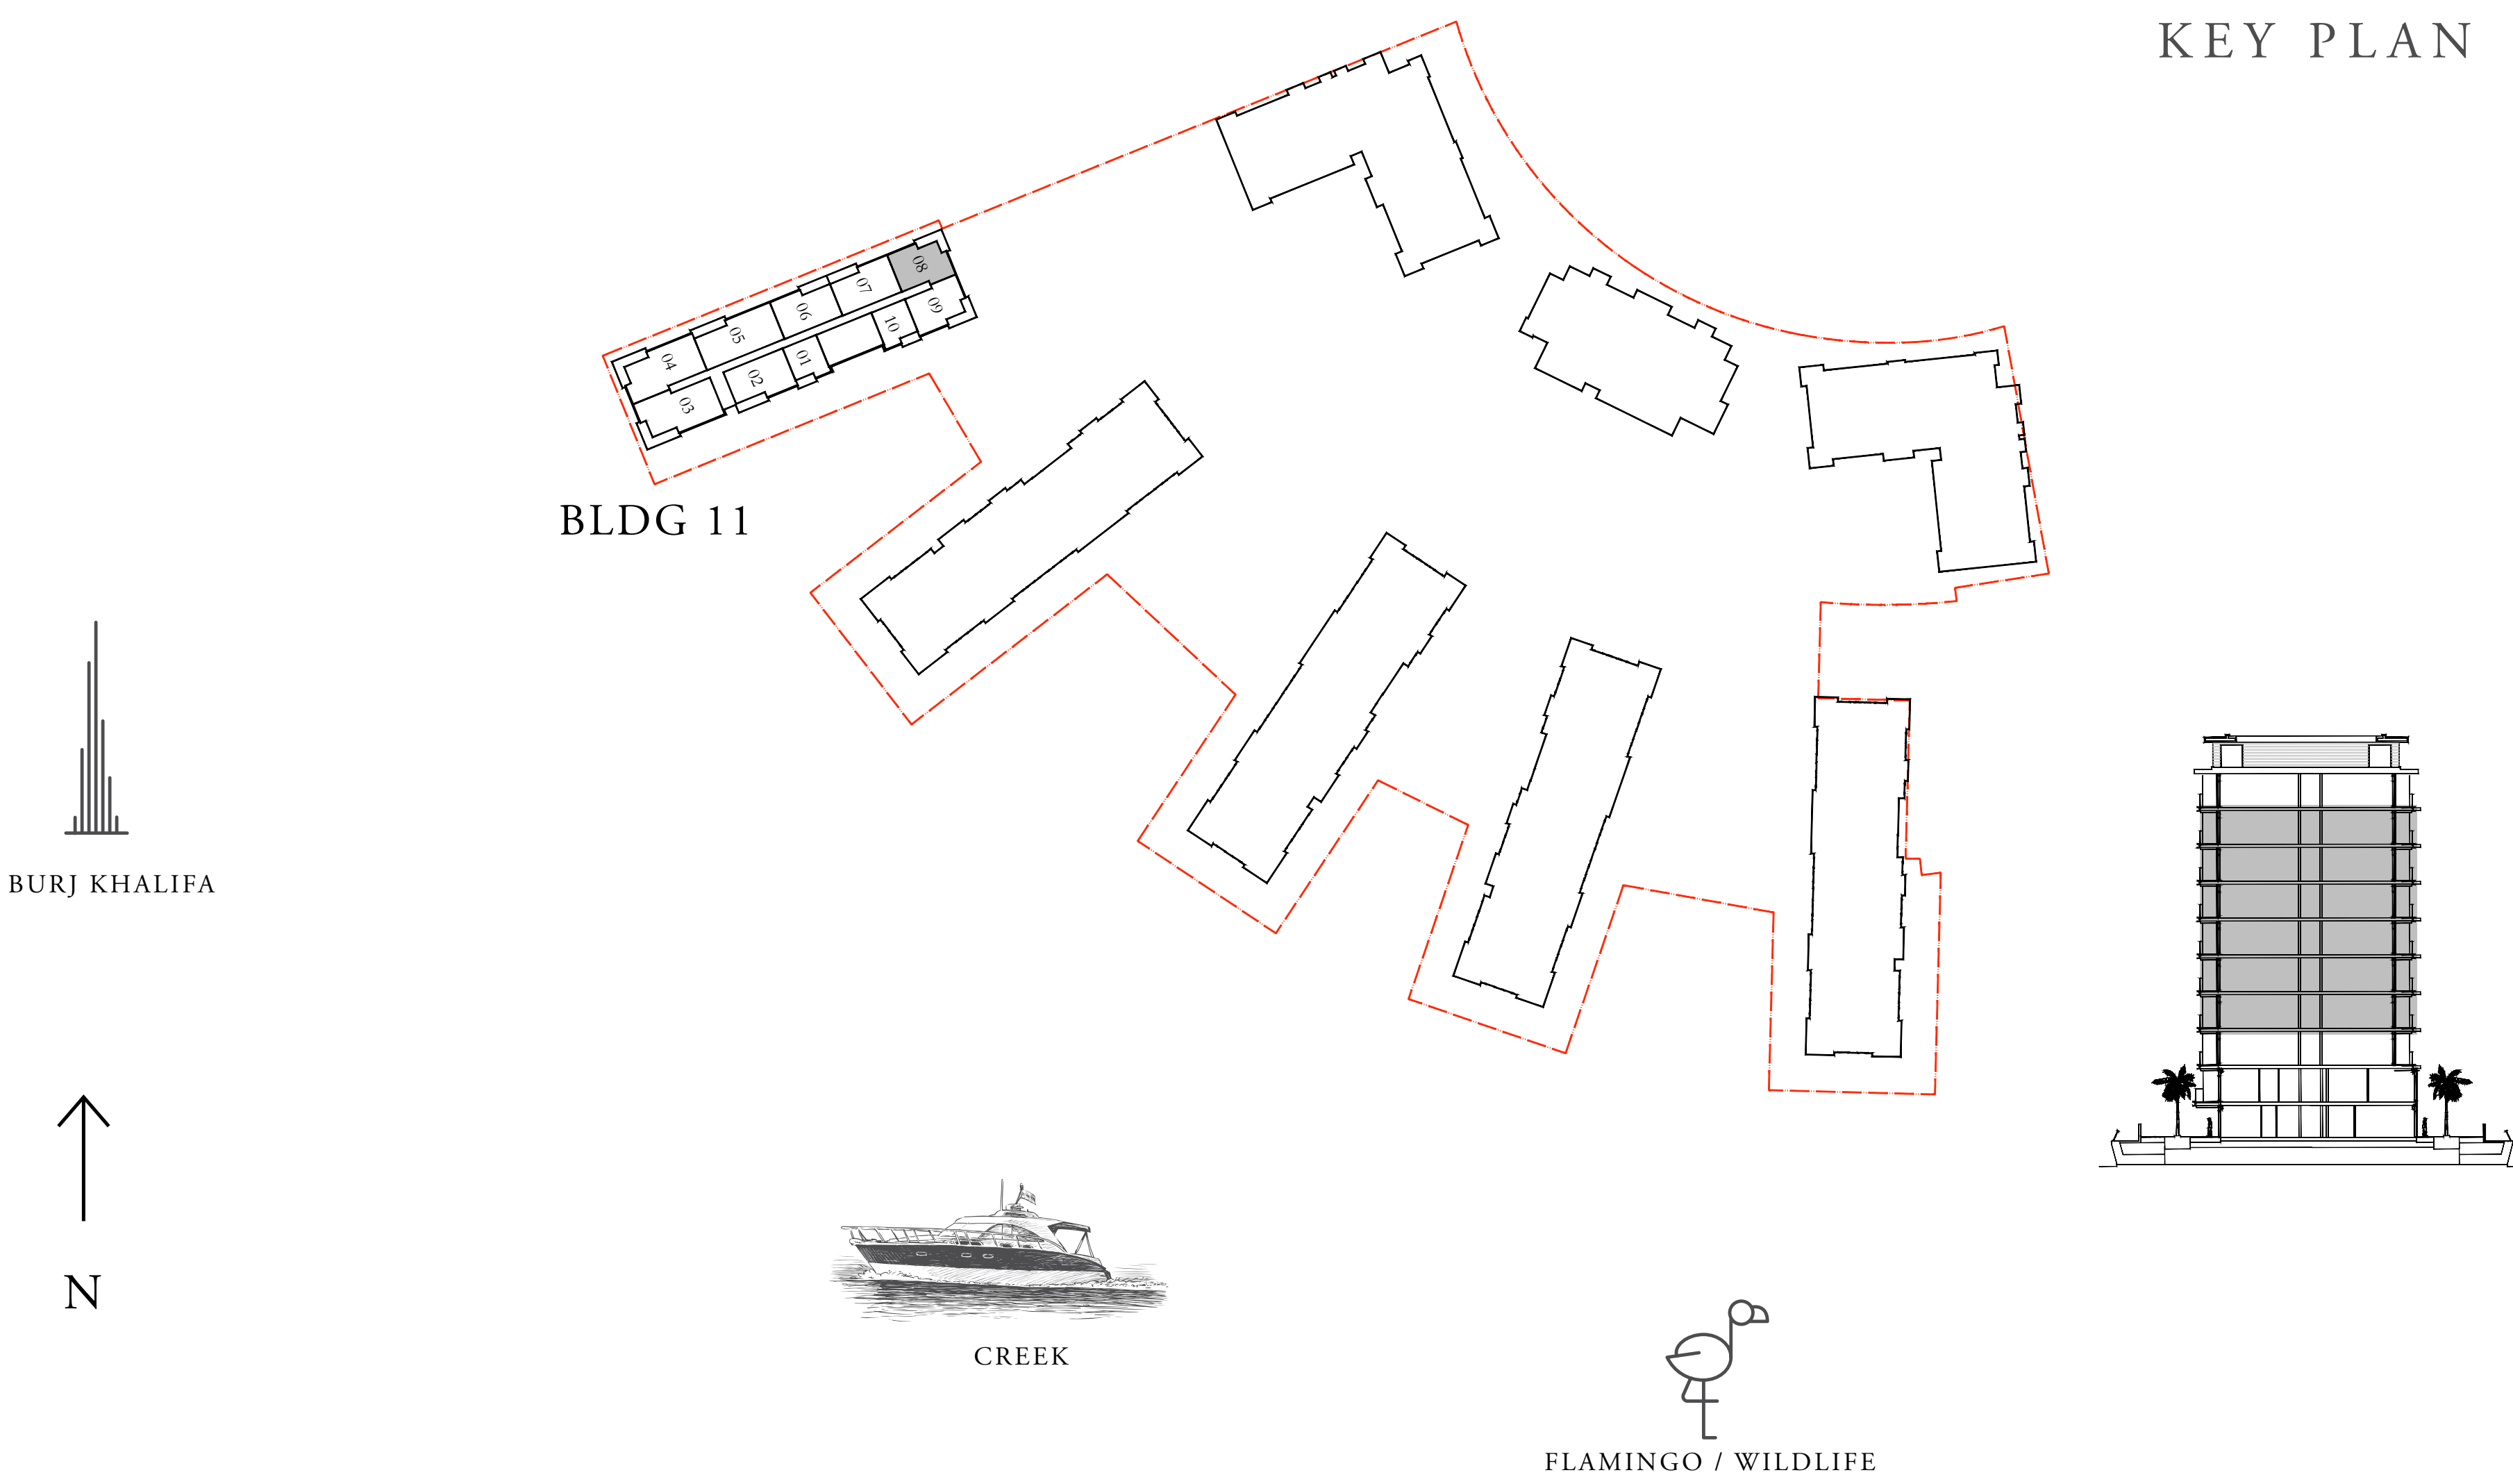 KEY PLAN
08
07
09
06
10
05
01
04
02
03
BLDG 11
BURJ KHALIFA
N
CREEK
FLAMINGO / WILDLIFE